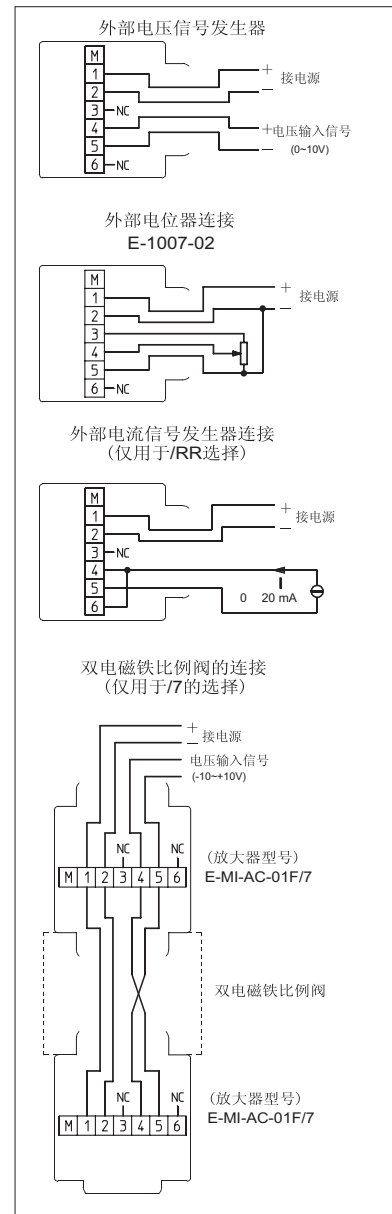 外部电压信号发生器
M
1
2
3 NC
4
5
6 NC
+
接电源
−
+电压输入信号
− (0~10V)
外部电位器连接
E-1007-02
M
1
2
3
4
5
6 NC
+
接电源
−
外部电流信号发生器连接
(仅用于/RR选择)
M
1
2
3 NC
4
5
6
+
接电源
−
0 I 20 mA
双电磁铁比例阀的连接
(仅用于/7的选择)
+
接电源
−
电压输入信号
(-10~+10V)
NC NC
M 1 2 3 4 5 6
(放大器型号)
E-MI-AC-01F/7
双电磁铁比例阀
NC NC
M 1 2 3 4 5 6
(放大器型号)
E-MI-AC-01F/7